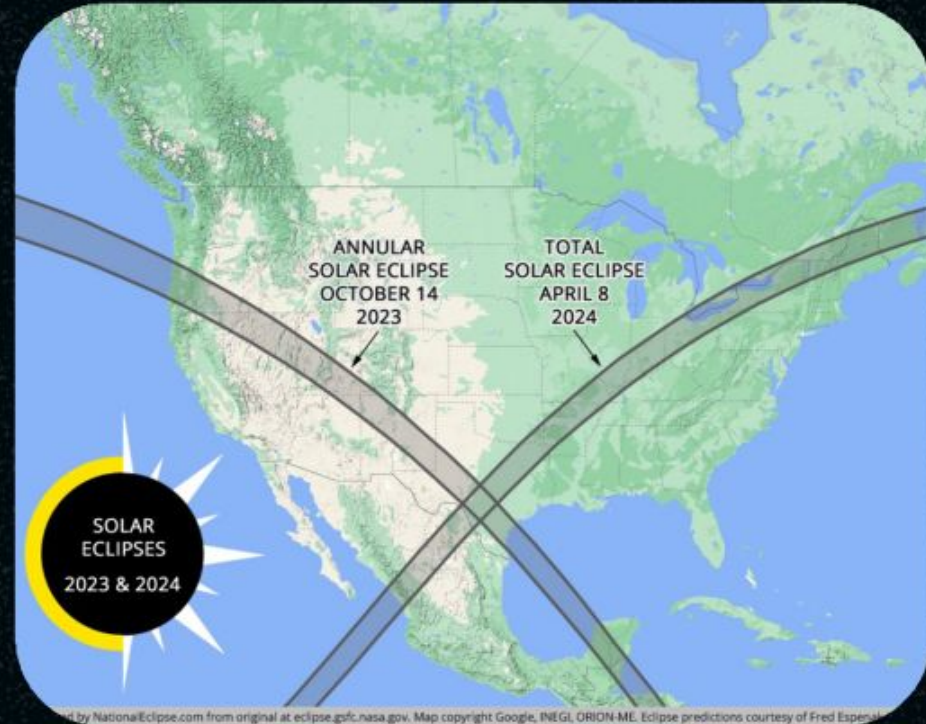 ANNULAR
SOLAR ECLIPSE
OCTOBER 14
2023
TOTAL
SOLAR ECLIPSE
APRIL 8
2024
SOLAR
ECLIPSES
2023 & 2024
by NationalEclipse.com from original at eclipse.gsfc.nasa.gov. Map copyright Google, INEGI, ORION-ME. Eclipse predictions courtesy of Fred